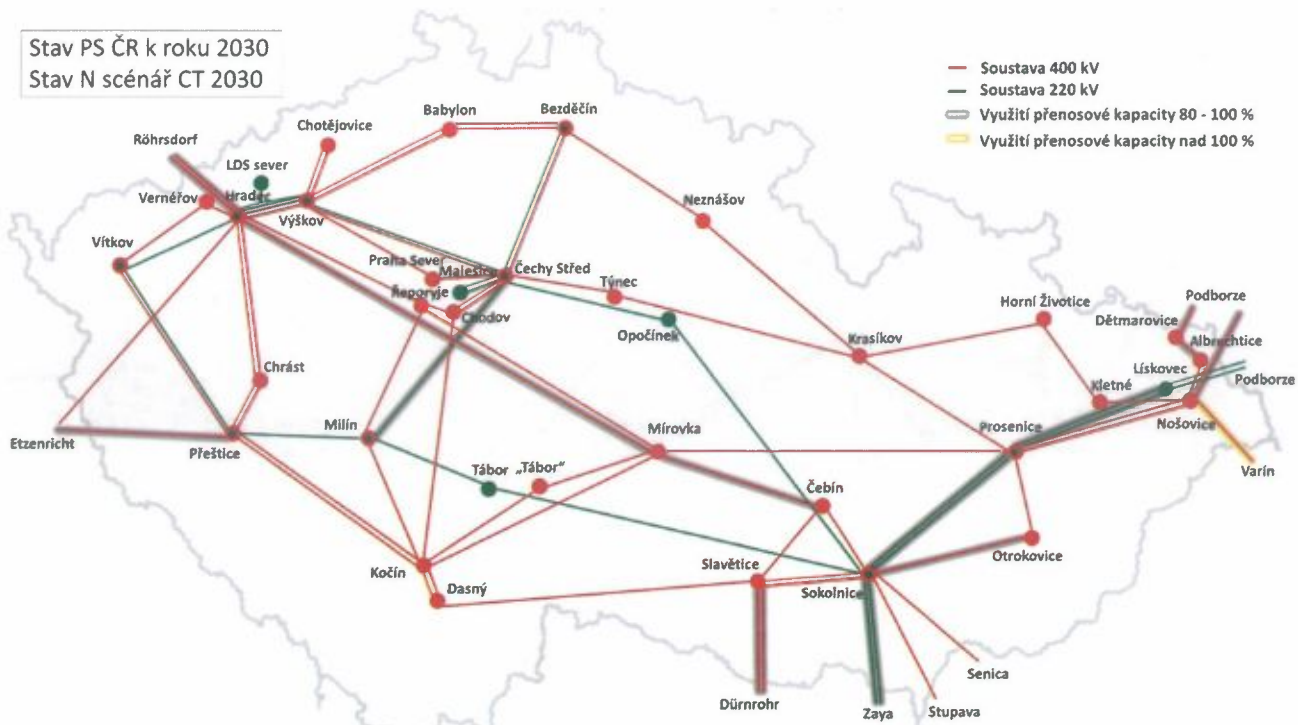 Stav PS ČR k roku 2030
Stav N scénář CT 2030
Soustava 400 kV
Soustava 220 kV
Využití přenosové kapacity 80 - 100 %
Využití přenosové kapacity nad 100 %
Babylon
Bezděčín
Chotějovice
Röhrsdorf
LDS sever
Vernéřov
Hradec
Výškov
Neznášov
Vítkov
Praha Sever
Malešice
Čechy Střed
Týnec
Řeporyje
Chodov
Opočínek
Horní Životice
Podborze
Dětmarovice
Albrechtice
Krasíkov
Lískovec
Podborze
Chrást
Kletné
Nošovice
Etzenricht
Přeštice
Milín
Mírovka
Prosenice
Varín
Tábor
„Tábor“
Čebín
Otrokovice
Kočín
Dasný
Slavětice
Sokolnice
Senica
Dürnrohr
Zaya
Stupava